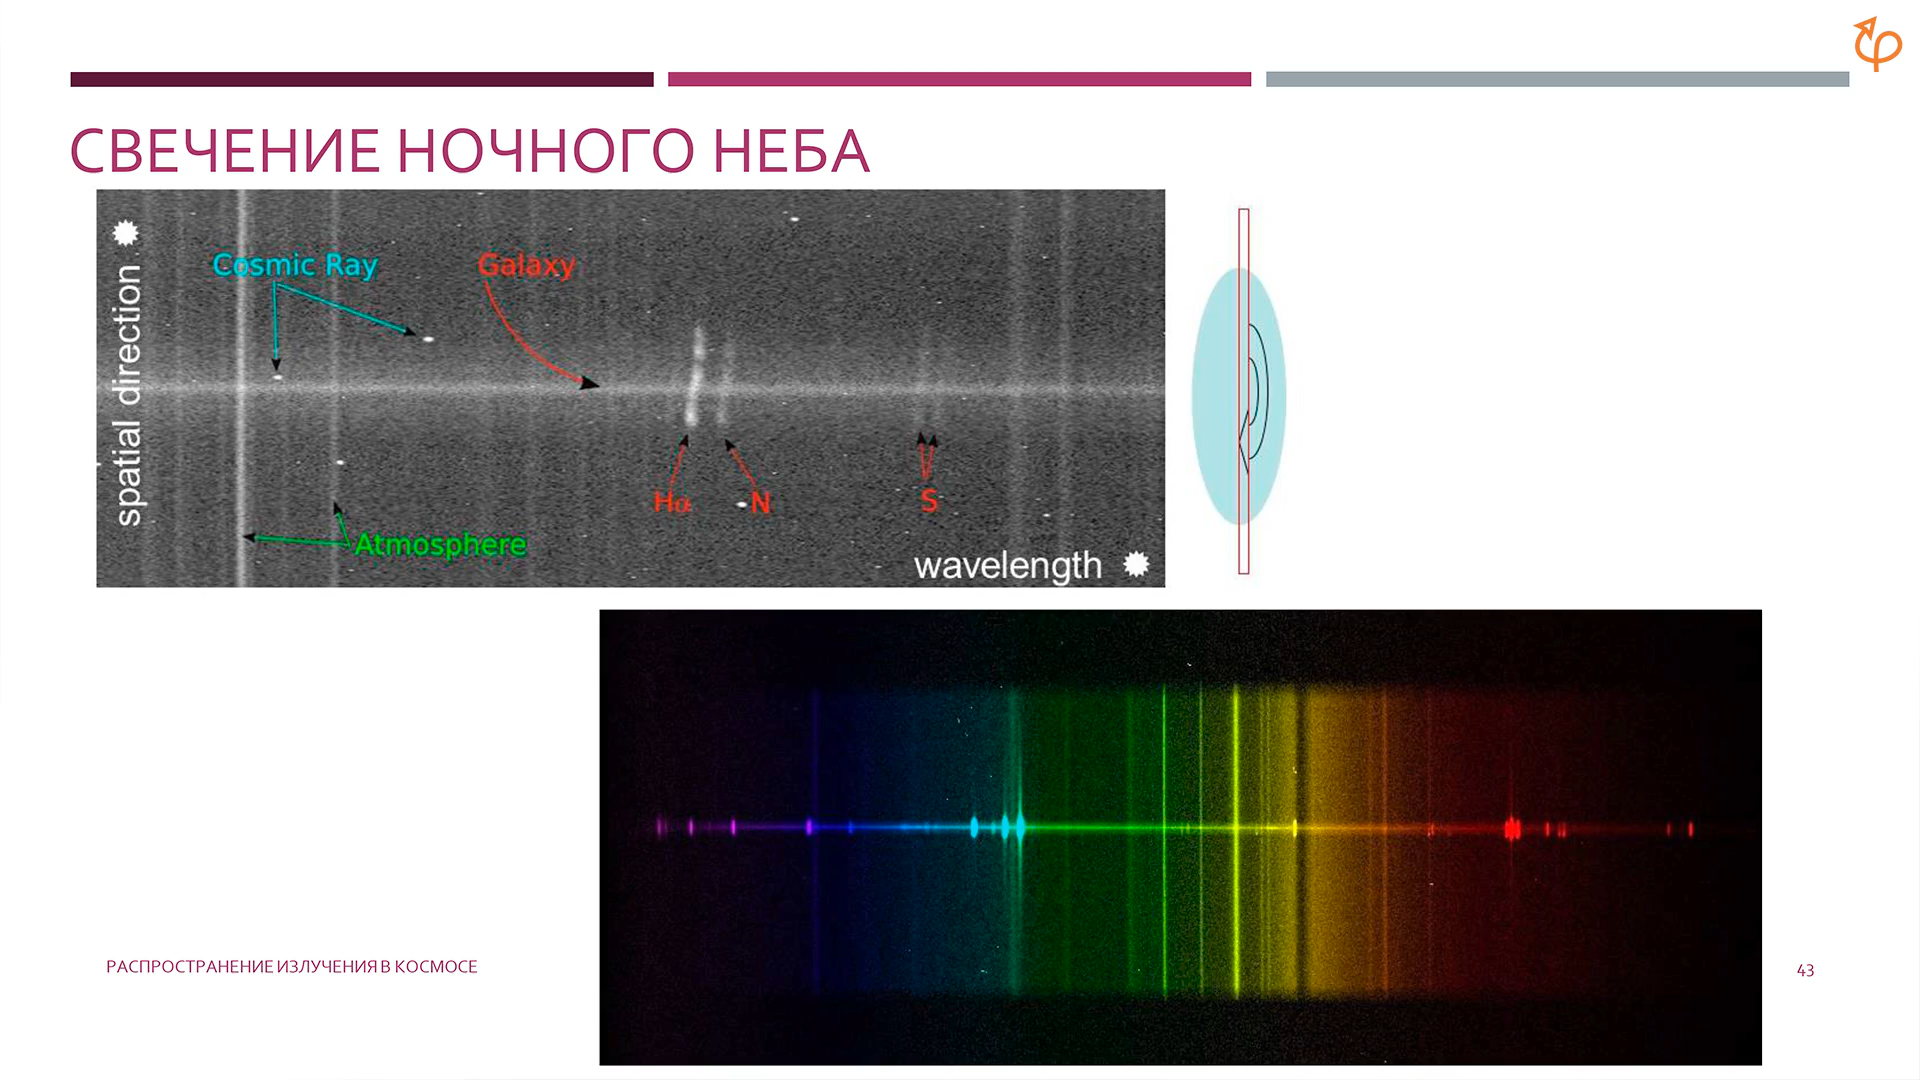 СВЕЧЕНИЕ НОЧНОГО НЕБА
spatial direction
Cosmic Ray
Galaxy
Hα
N
S
Atmosphere
wavelength
РАСПРОСТРАНЕНИЕ ИЗЛУЧЕНИЯ В КОСМОСЕ
43